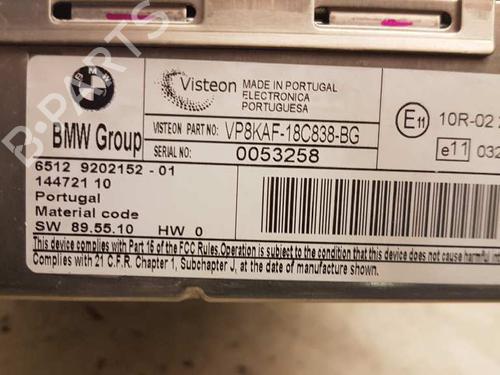 BMW
BMW Group
Visteon
MADE IN PORTUGAL
ELECTRONICA
PORTUGUESA
VISTEON PART NO: VP8KAF-18C838-BG
SERIAL NO: 0053258
E11
10R-02
e11
032
6512 9202152 - 01
144721 10
Portugal
Material code
SW 89.55.10 HW 0
This device complies with Part 15 of the FCC Rules. Operation is subject to the condition that this device does not cause harmful
Complies with 21 C.F.R. Chapter 1, Subchapter J, at the date of manufacture shown.
B-PARTS